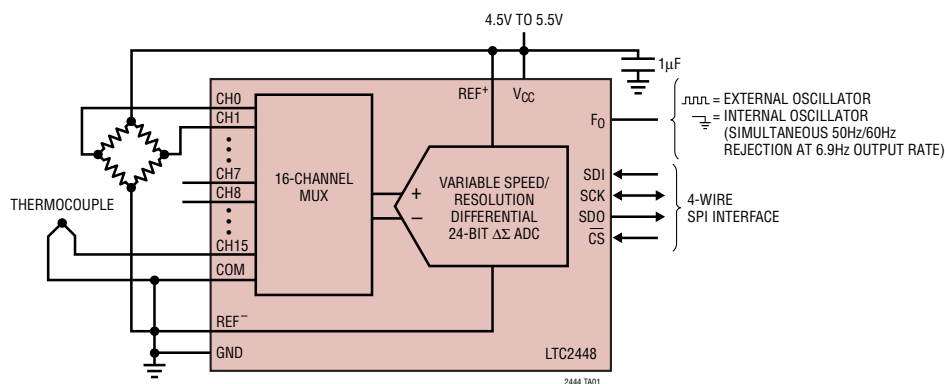 4.5V TO 5.5V
1µF
REF+
VCC
CH0
CH1
CH7
CH8
CH15
COM
REF–
GND
16-CHANNEL
MUX
+
–
VARIABLE SPEED/
RESOLUTION
DIFFERENTIAL
24-BIT ΔΣ ADC
THERMOCOUPLE
FO
SDI
SCK
SDO
CS
= EXTERNAL OSCILLATOR
= INTERNAL OSCILLATOR
(SIMULTANEOUS 50Hz/60Hz
REJECTION AT 6.9Hz OUTPUT RATE)
4-WIRE
SPI INTERFACE
LTC2448
2444 TA01